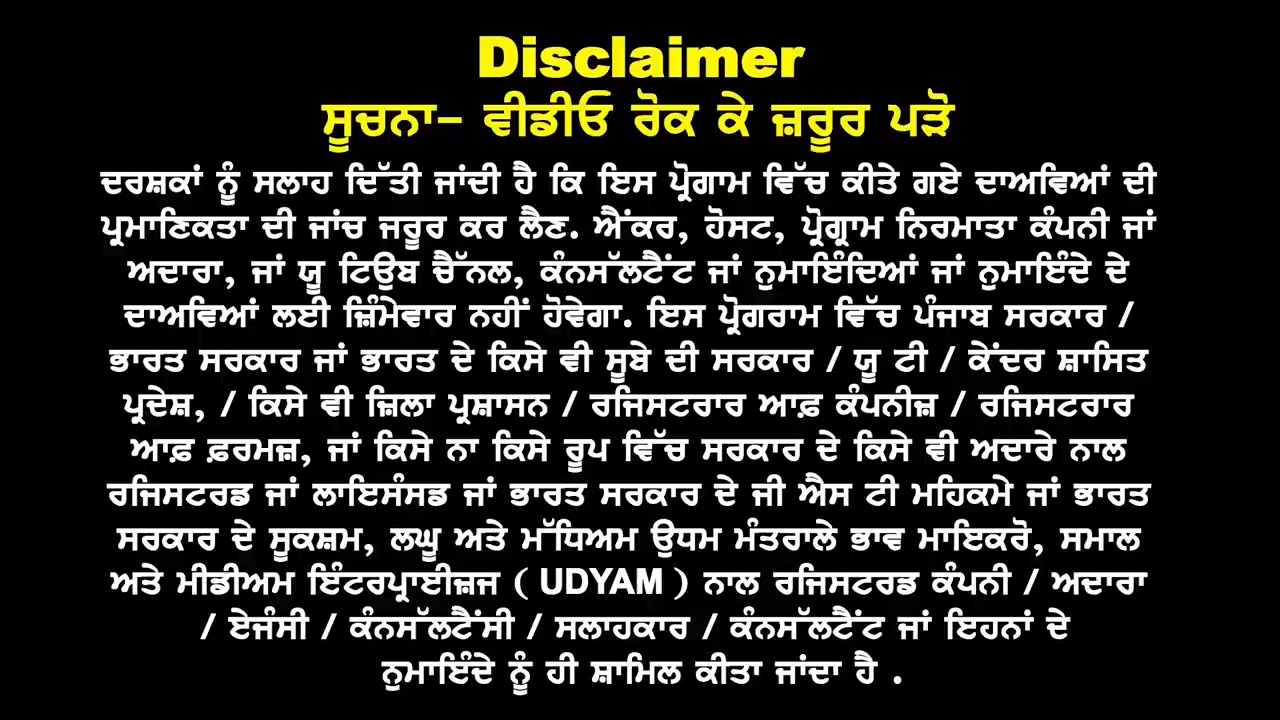 Disclaimer
ਸੂਚਨਾ- ਵੀਡੀਓ ਰੋਕ ਕੇ ਜ਼ਰੂਰ ਪੜੋ
ਦਰਸ਼ਕਾਂ ਨੂੰ ਸਲਾਹ ਦਿੱਤੀ ਜਾਂਦੀ ਹੈ ਕਿ ਇਸ ਪ੍ਰੋਗਾਮ ਵਿੱਚ ਕੀਤੇ ਗਏ ਦਾਅਵਿਆਂ ਦੀ
ਪ੍ਰਮਾਣਿਕਤਾ ਦੀ ਜਾਂਚ ਜਰੂਰ ਕਰ ਲੈਣ. ਐਂਕਰ, ਹੋਸਟ, ਪ੍ਰੋਗ੍ਰਾਮ ਨਿਰਮਾਤਾ ਕੰਪਨੀ ਜਾਂ
ਅਦਾਰਾ, ਜਾਂ ਯੂ ਟਿਊਬ ਚੈੱਨਲ, ਕੰਨਸੱਲਟੈਂਟ ਜਾਂ ਨੁਮਾਇੰਦਿਆਂ ਜਾਂ ਨੁਮਾਇੰਦੇ ਦੇ
ਦਾਅਵਿਆਂ ਲਈ ਜ਼ਿੰਮੇਵਾਰ ਨਹੀਂ ਹੋਵੇਗਾ. ਇਸ ਪ੍ਰੋਗਰਾਮ ਵਿੱਚ ਪੰਜਾਬ ਸਰਕਾਰ /
ਭਾਰਤ ਸਰਕਾਰ ਜਾਂ ਭਾਰਤ ਦੇ ਕਿਸੇ ਵੀ ਸੂਬੇ ਦੀ ਸਰਕਾਰ / ਯੂ ਟੀ / ਕੇਂਦਰ ਸ਼ਾਸਿਤ
ਪ੍ਰਦੇਸ਼, / ਕਿਸੇ ਵੀ ਜ਼ਿਲਾ ਪ੍ਰਸ਼ਾਸਨ / ਰਜਿਸਟਰਾਰ ਆਫ਼ ਕੰਪਨੀਜ਼ / ਰਜਿਸਟਰਾਰ
ਆਫ਼ ਫ਼ਰਮਜ਼, ਜਾਂ ਕਿਸੇ ਨਾ ਕਿਸੇ ਰੂਪ ਵਿੱਚ ਸਰਕਾਰ ਦੇ ਕਿਸੇ ਵੀ ਅਦਾਰੇ ਨਾਲ
ਰਜਿਸਟਰਡ ਜਾਂ ਲਾਇਸੰਸਡ ਜਾਂ ਭਾਰਤ ਸਰਕਾਰ ਦੇ ਜੀ ਐਸ ਟੀ ਮਹਿਕਮੇ ਜਾਂ ਭਾਰਤ
ਸਰਕਾਰ ਦੇ ਸੂਕਸ਼ਮ, ਲਘੂ ਅਤੇ ਮੱਧਿਅਮ ਉਧਮ ਮੰਤਰਾਲੇ ਭਾਵ ਮਾਇਕਰੋ, ਸਮਾਲ
ਅਤੇ ਮੀਡੀਅਮ ਇੰਟਰਪ੍ਰਾਈਜ਼ਜ ( UDYAM ) ਨਾਲ ਰਜਿਸਟਰਡ ਕੰਪਨੀ / ਅਦਾਰਾ
/ ਏਜੰਸੀ / ਕੰਨਸੱਲਟੈਂਸੀ / ਸਲਾਹਕਾਰ / ਕੰਨਸੱਲਟੈਂਟ ਜਾਂ ਇਹਨਾਂ ਦੇ
ਨੁਮਾਇੰਦੇ ਨੂੰ ਹੀ ਸ਼ਾਮਿਲ ਕੀਤਾ ਜਾਂਦਾ ਹੈ .